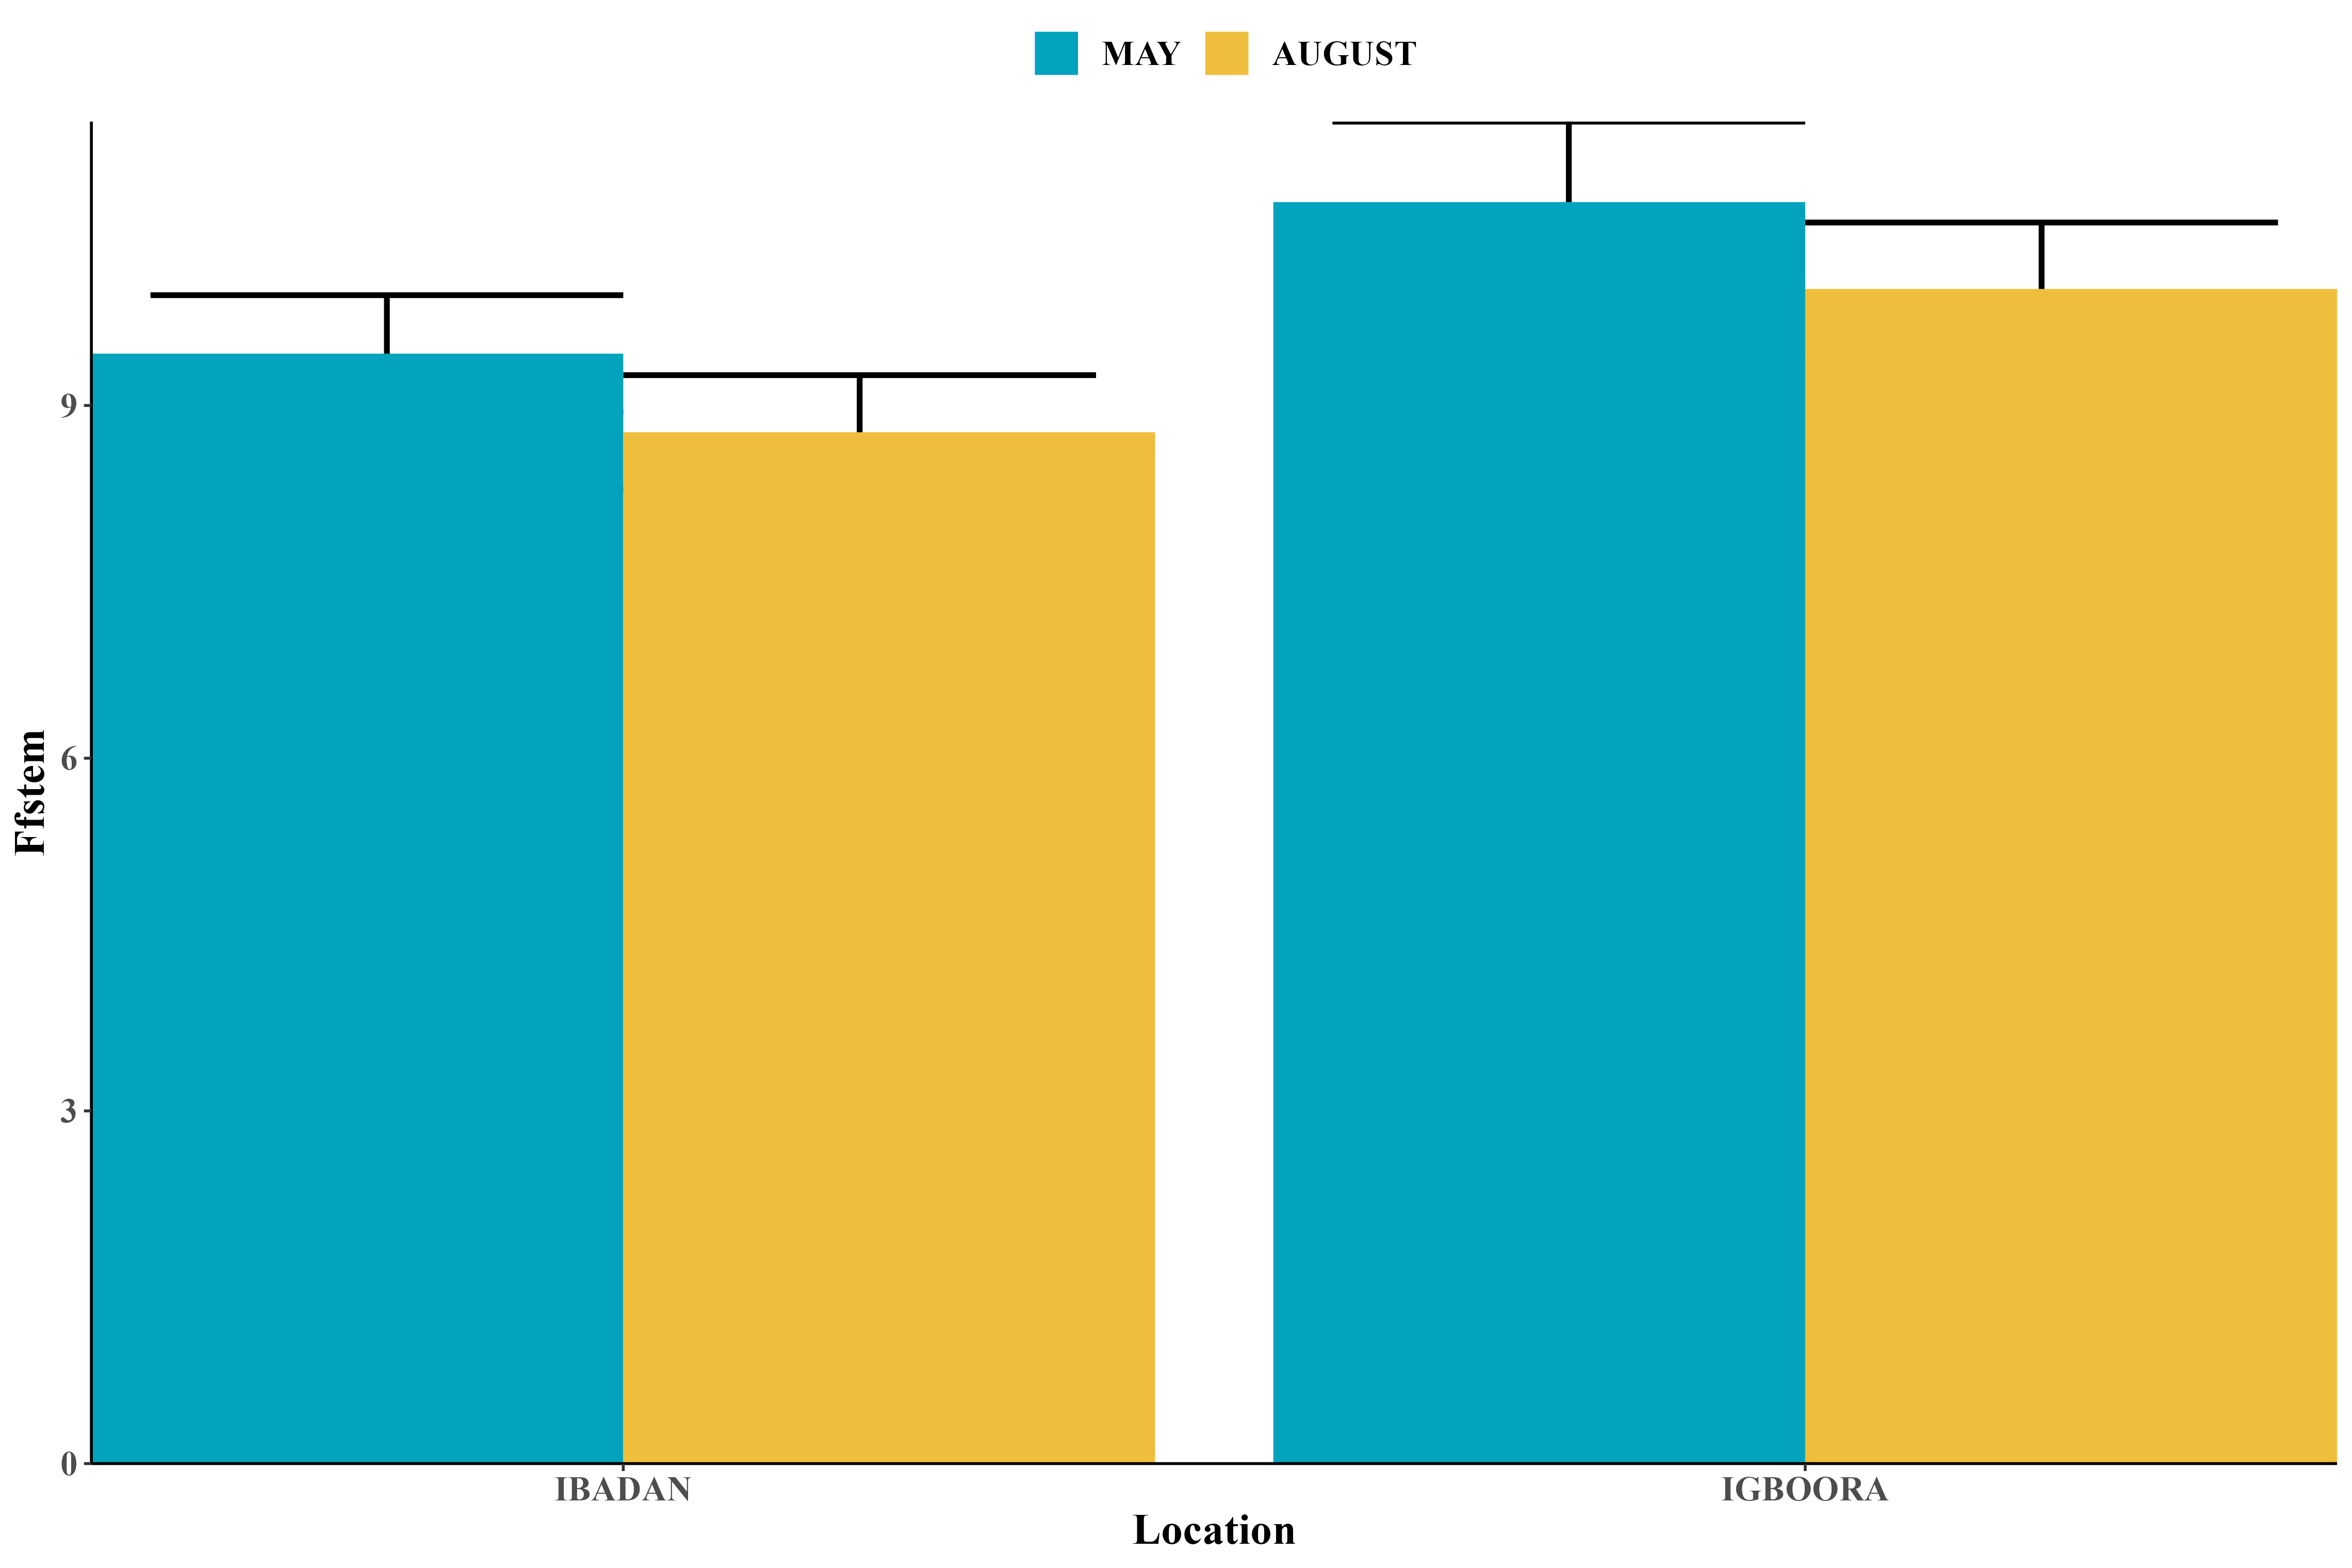 MAY AUGUST
9
6
3
0
Ffstem
IBADAN IGBOORA
Location